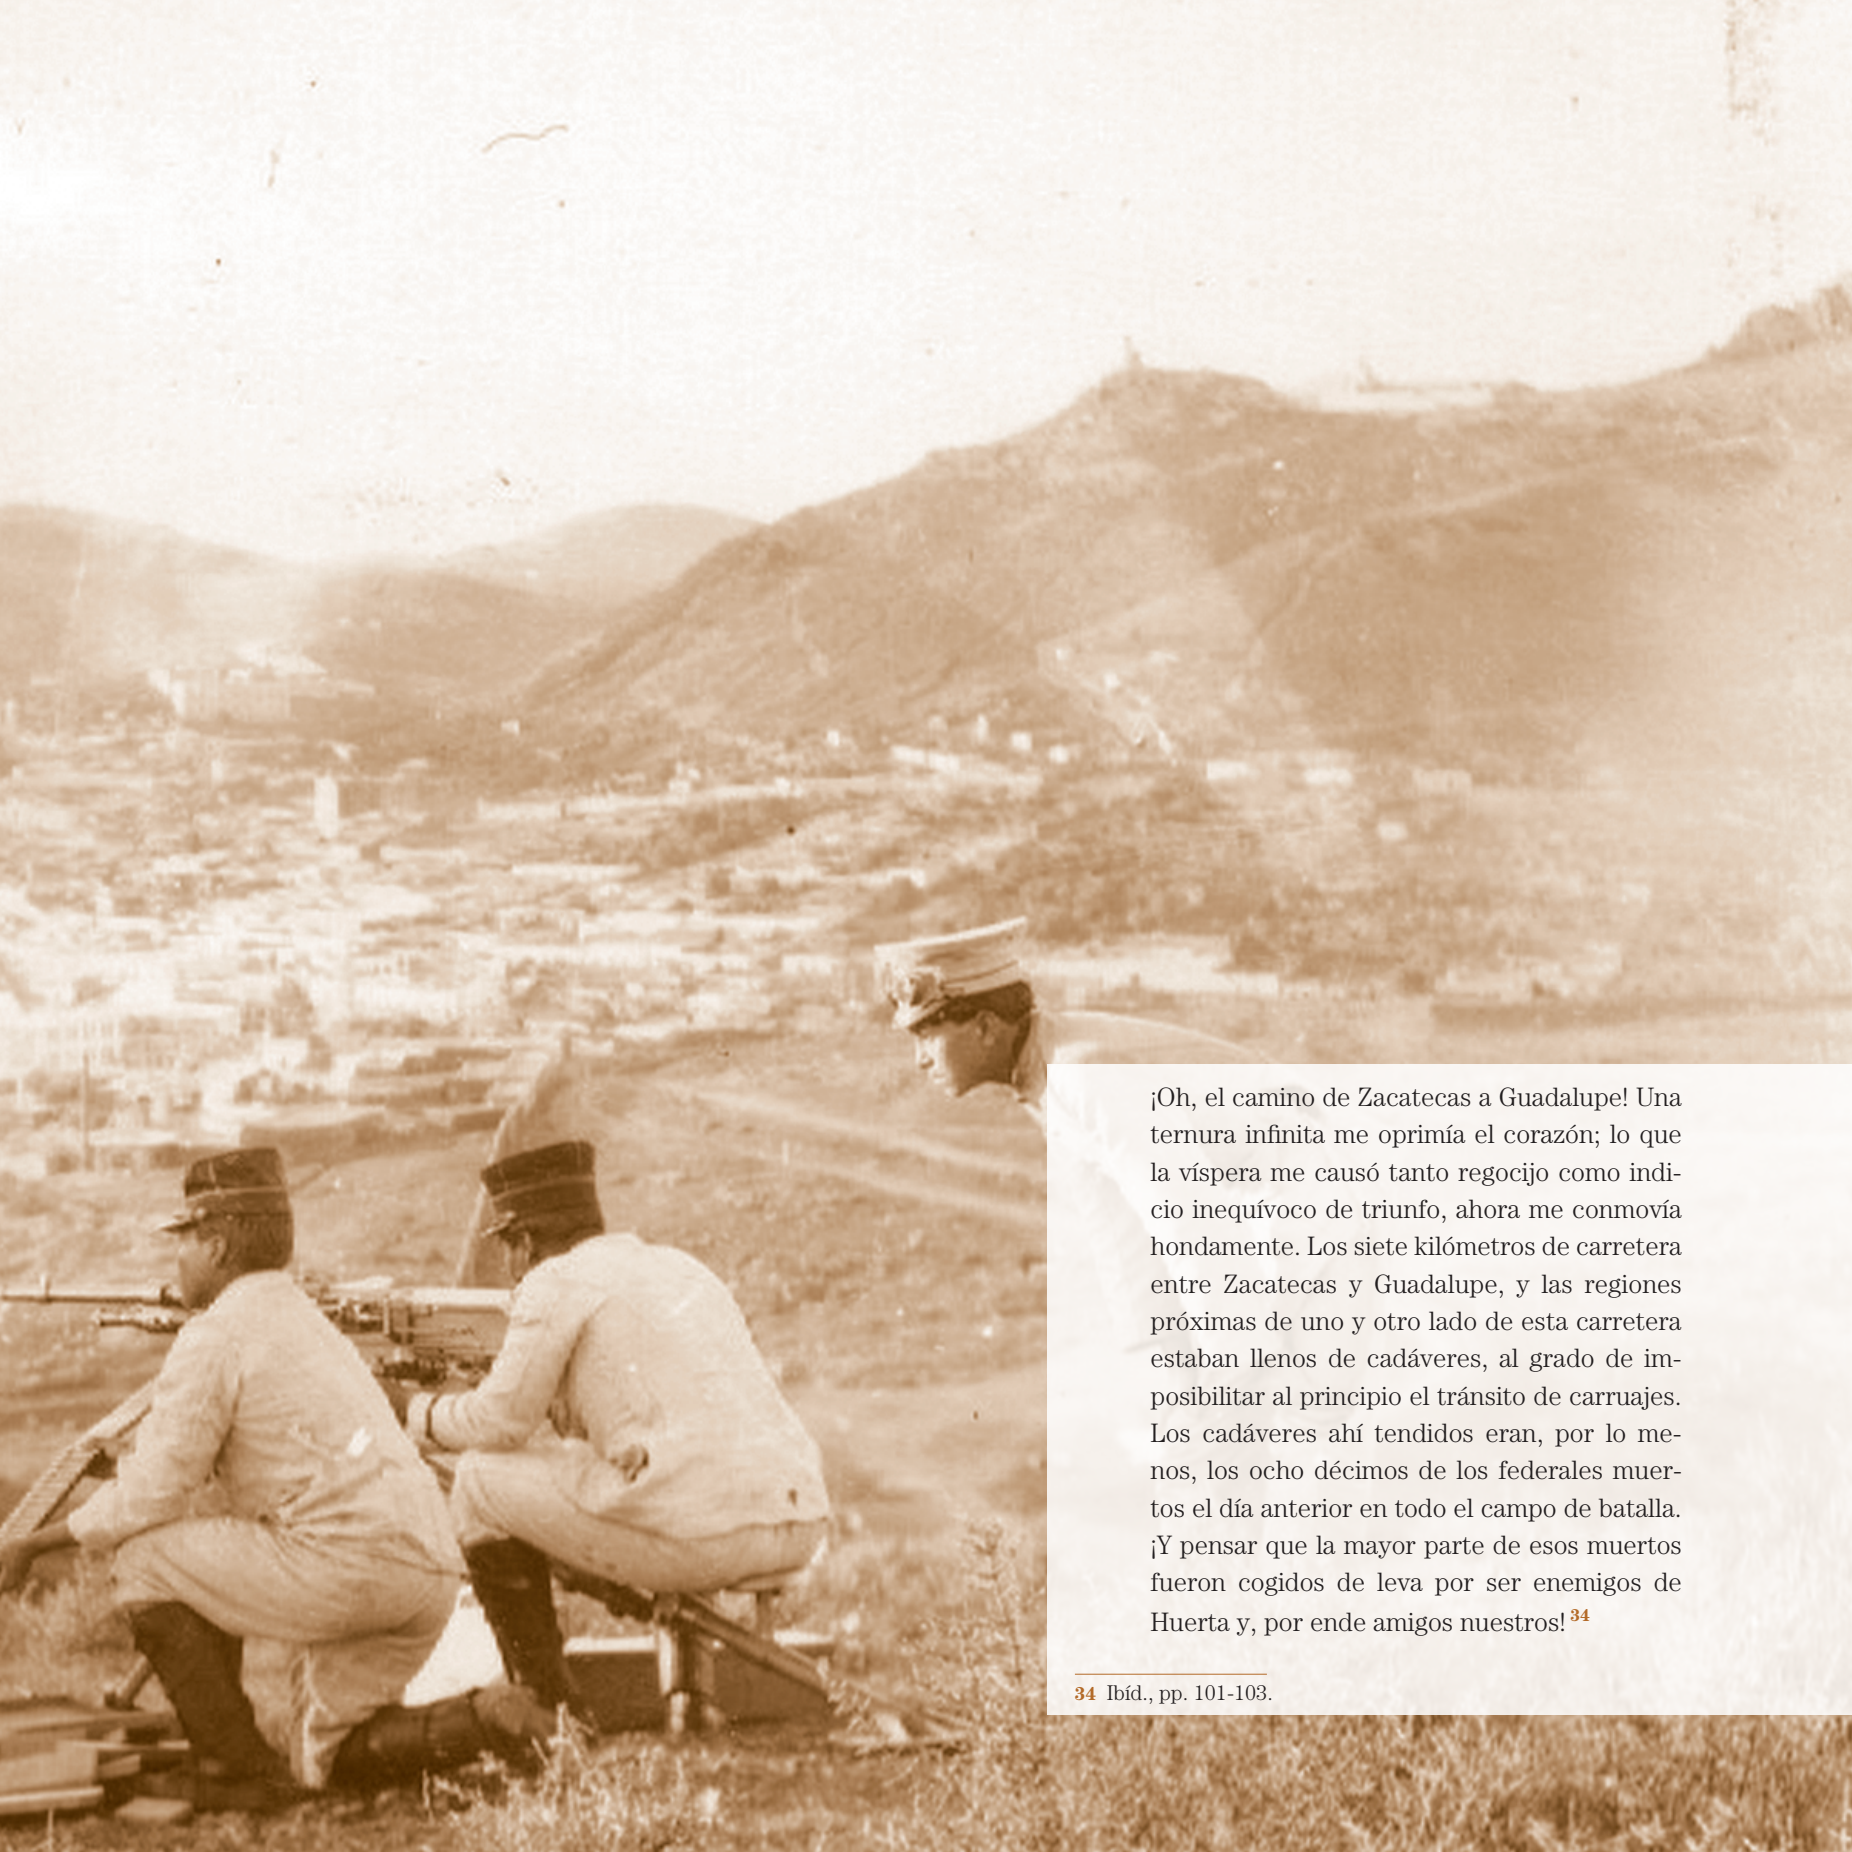 ¡Oh, el camino de Zacatecas a Guadalupe! Una
ternura infinita me oprimía el corazón; lo que
la víspera me causó tanto regocijo como indi-
cio inequívoco de triunfo, ahora me conmovía
hondamente. Los siete kilómetros de carretera
entre Zacatecas y Guadalupe, y las regiones
próximas de uno y otro lado de esta carretera
estaban llenos de cadáveres, al grado de im-
posibilitar al principio el tránsito de carruajes.
Los cadáveres ahí tendidos eran, por lo me-
nos, los ocho décimos de los federales muer-
tos el día anterior en todo el campo de batalla.
¡Y pensar que la mayor parte de esos muertos
fueron cogidos de leva por ser enemigos de
Huerta y, por ende amigos nuestros! 34
34 Ibíd., pp. 101-103.